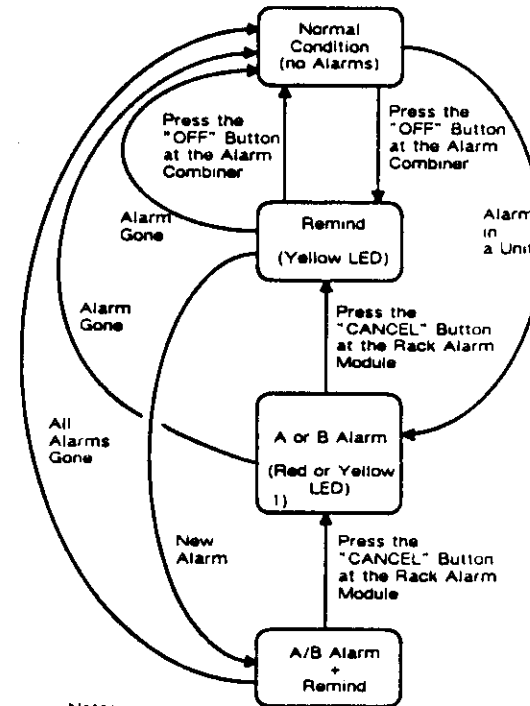 Normal
Condition
(no Alarms)
Press the
"OFF" Button
at the Alarm
Combiner
Press the
"OFF" Button
at the Alarm
Combiner
Alarm
Gone
Remind
(Yellow LED)
Alarm
in
a Unit
Alarm
Gone
Press the
"CANCEL" Button
at the Rack Alarm
Module
All
Alarms
Gone
A or B Alarm
(Red or Yellow
LED)
1)
New
Alarm
Press the
"CANCEL" Button
at the Rack Alarm
Module
A/B Alarm
+
Remind